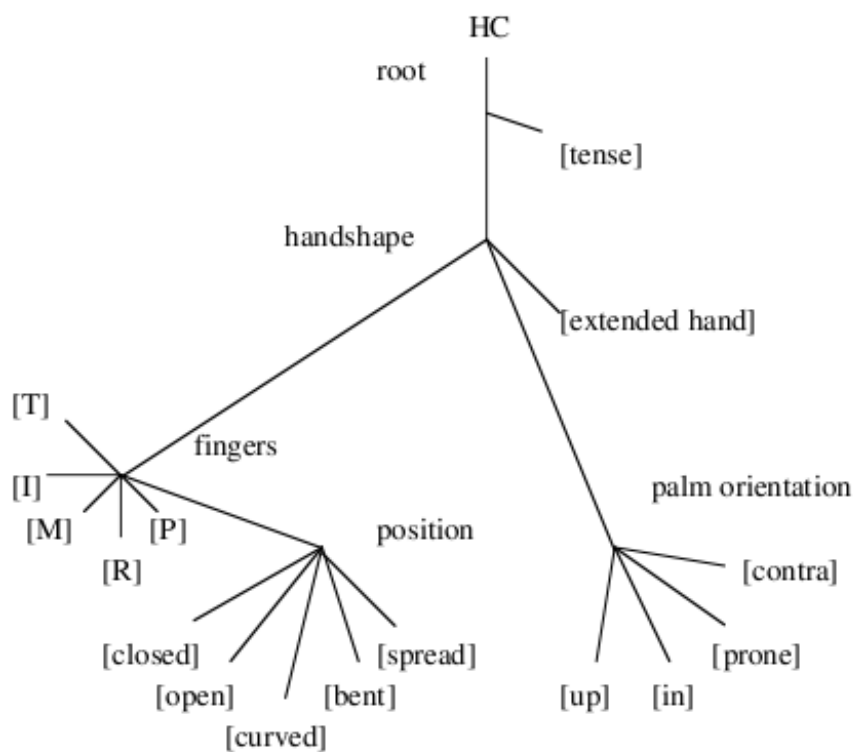 HC
root
[tense]
handshape
[extended hand]
[T]
fingers
[I]
palm orientation
[M]
[P]
position
[R]
[contra]
[closed]
[spread]
[prone]
[open]
[bent]
[up]
[in]
[curved]